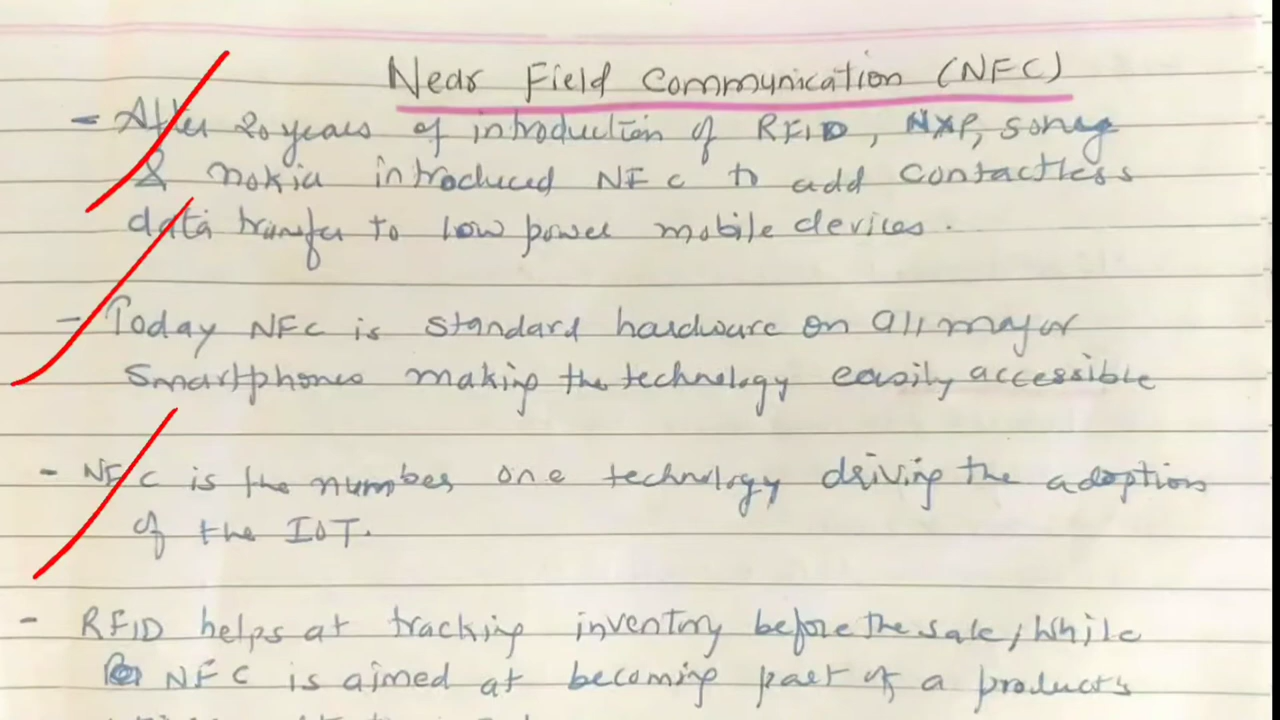 Near Field Communication (NFC)
- After 20 years of introduction of RFID, NXP, Sony
& nokia introduced NFC to add contactless
data transfer to low power mobile devices.
- Today NFC is standard hardware on all major
Smartphones making the technology easily accessible
- NFC is the number one technology driving the adoption
of the IOT.
- RFID helps at tracking inventory before the sale, while
NFC is aimed at becoming part of a products